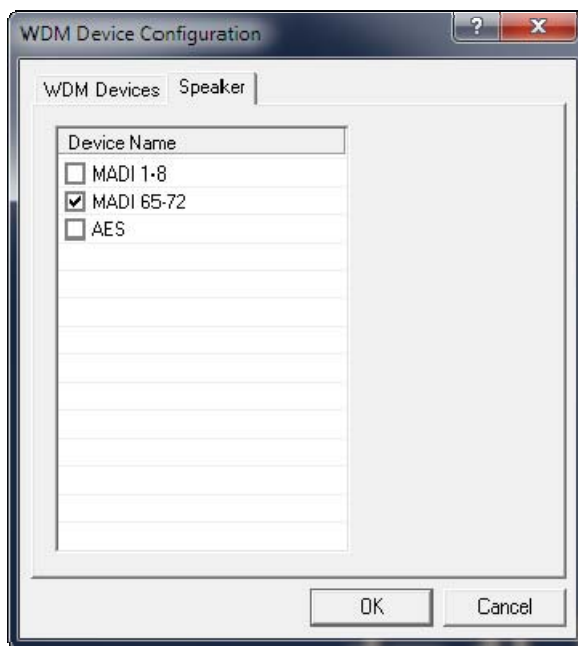 WDM Device Configuration
? X
WDM Devices Speaker
Device Name
MADI 1-8
MADI 65-72
AES
OK Cancel